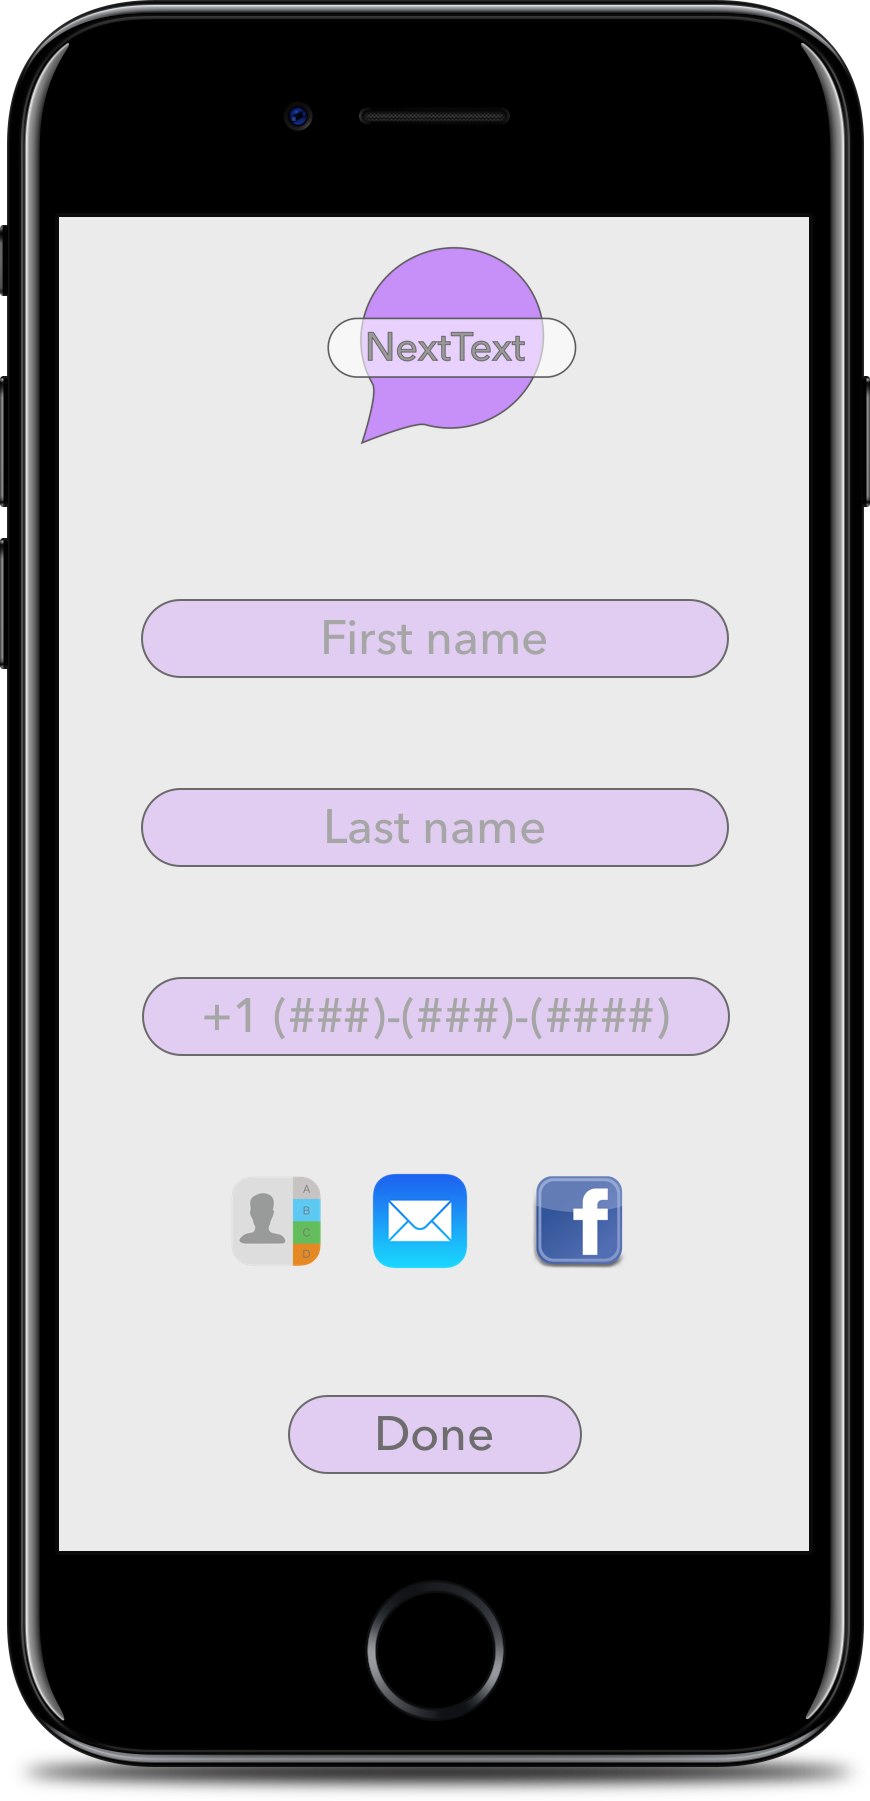 NextText
First name
Last name
+1 (###)-(###)-(####)
A
B
C
D
f
Done